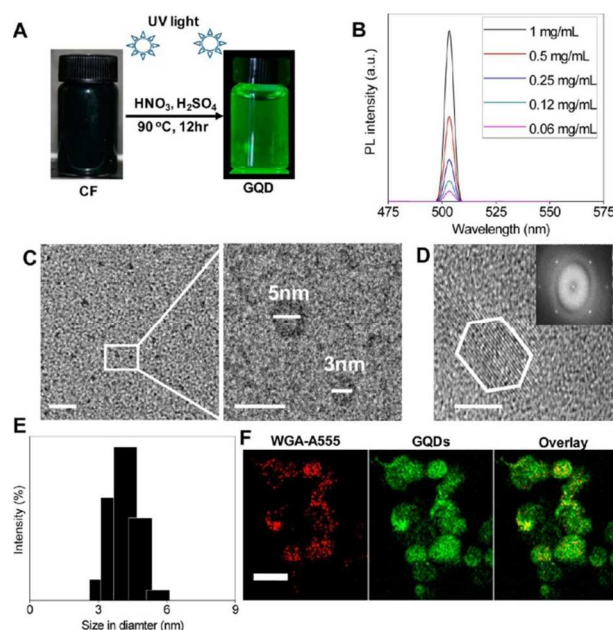 A
UV light
HNO₃, H₂SO₄
90 °C, 12hr
CF
GQD
B
PL intensity (a.u.)
1 mg/mL
0.5 mg/mL
0.25 mg/mL
0.12 mg/mL
0.06 mg/mL
475
500
525
550
575
Wavelength (nm)
C
5nm
3nm
D
E
Intensity (%)
0
3
6
9
Size in diamter (nm)
F
WGA-A555
GQDs
Overlay